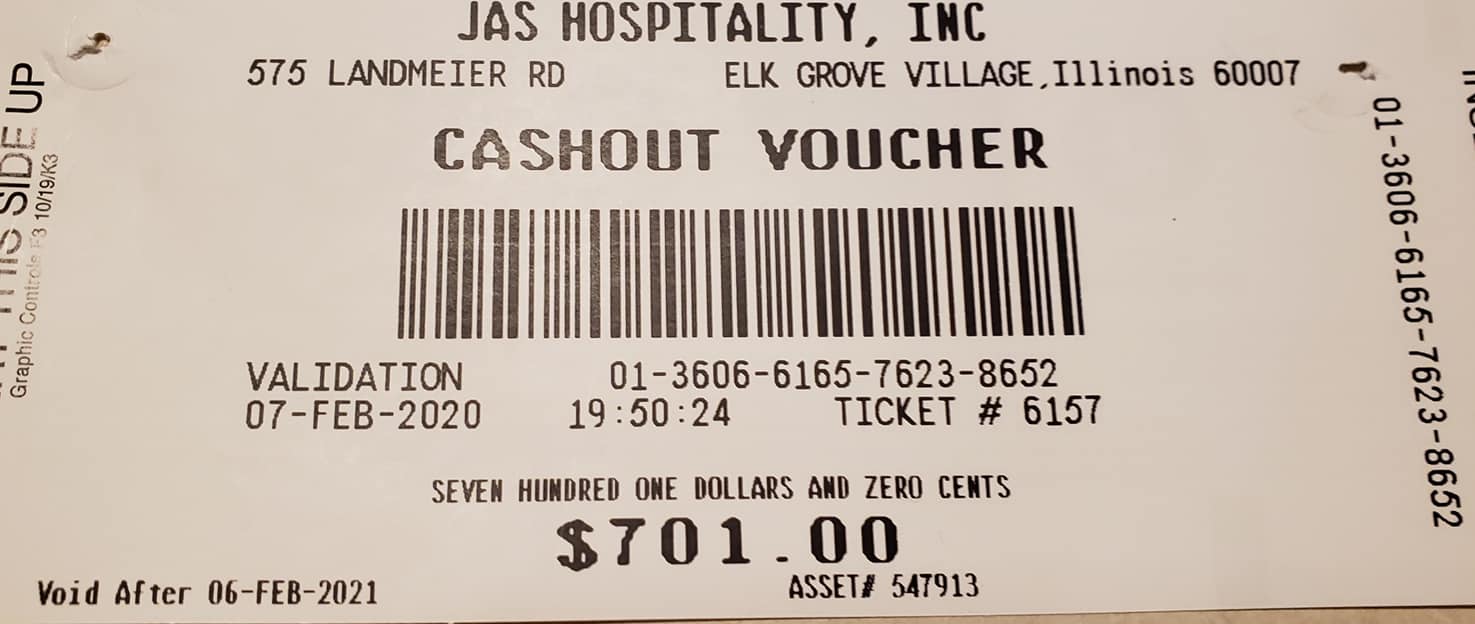 JAS HOSPITALITY, INC
575 LANDMEIER RD ELK GROVE VILLAGE,Illinois 60007
CASHOUT VOUCHER
VALIDATION 01-3606-6165-7623-8652
07-FEB-2020 19:50:24 TICKET # 6157
SEVEN HUNDRED ONE DOLLARS AND ZERO CENTS
$701.00
Void After 06-FEB-2021 ASSET# 547913
THIS SIDE UP
Graphic Controls F3 10/19/K3
01-3606-6165-7623-8652